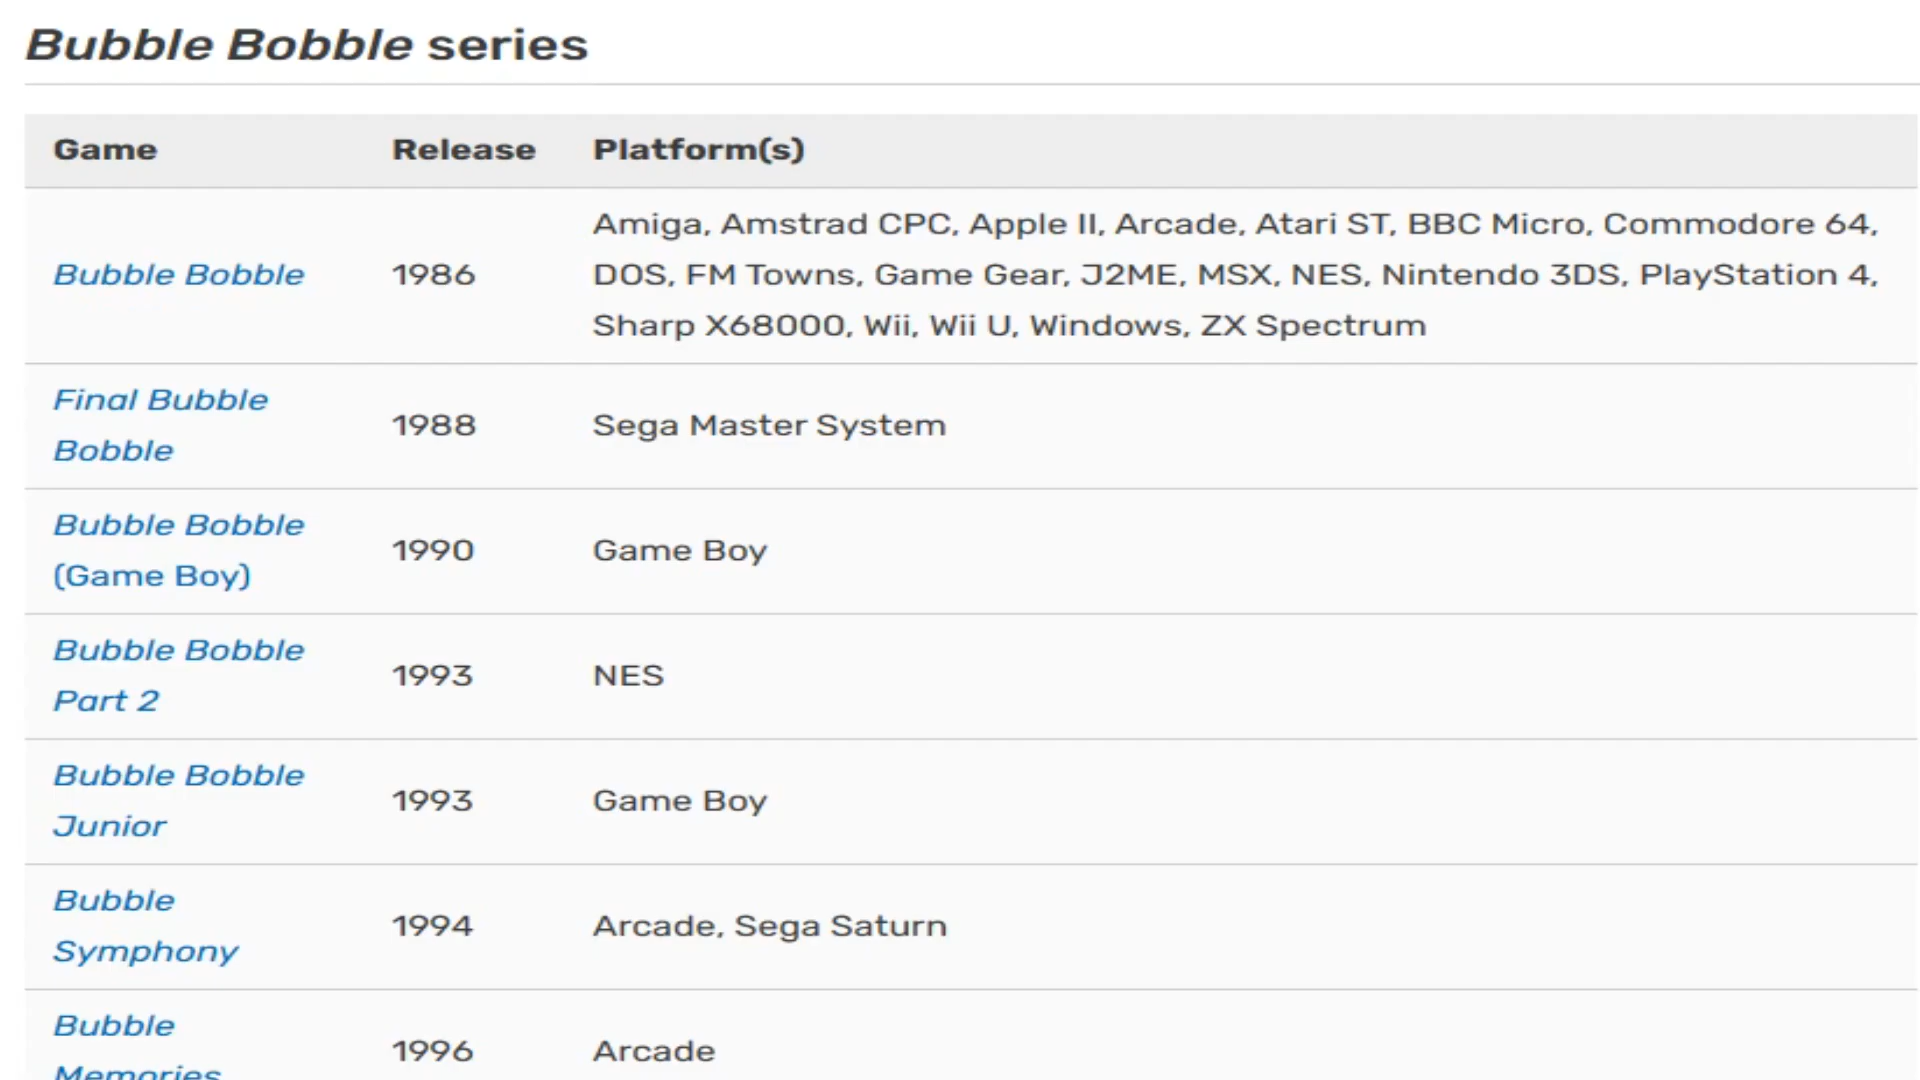 Bubble Bobble series
Game Release Platform(s)
Bubble Bobble 1986 Amiga, Amstrad CPC, Apple II, Arcade, Atari ST, BBC Micro, Commodore 64,
DOS, FM Towns, Game Gear, J2ME, MSX, NES, Nintendo 3DS, PlayStation 4,
Sharp X68000, Wii, Wii U, Windows, ZX Spectrum
Final Bubble
Bobble 1988 Sega Master System
Bubble Bobble
(Game Boy) 1990 Game Boy
Bubble Bobble
Part 2 1993 NES
Bubble Bobble
Junior 1993 Game Boy
Bubble
Symphony 1994 Arcade, Sega Saturn
Bubble
Memories 1996 Arcade